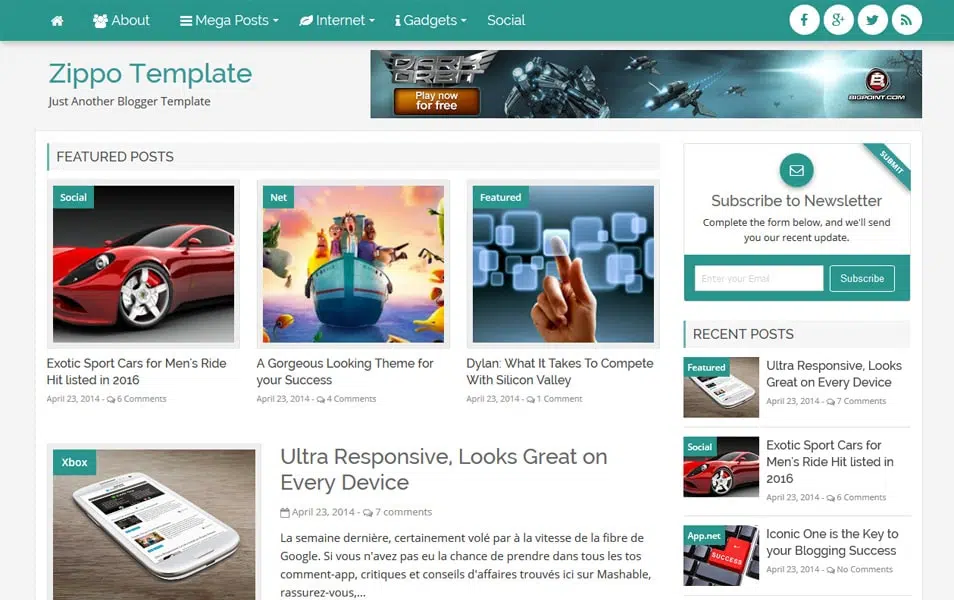 About
Mega Posts
Internet
Gadgets
Social
Zippo Template
Just Another Blogger Template
DARK
ORBIT
Play now
for free
BIGPOINT.COM
FEATURED POSTS
Social
Net
Featured
Exotic Sport Cars for Men's Ride
Hit listed in 2016
April 23, 2014 - 6 Comments
A Gorgeous Looking Theme for
your Success
April 23, 2014 - 4 Comments
Dylan: What It Takes To Compete
With Silicon Valley
April 23, 2014 - 1 Comment
Xbox
Ultra Responsive, Looks Great on
Every Device
April 23, 2014 - 7 comments
La semaine dernière, certainement volé par à la vitesse de la fibre de
Google. Si vous n'avez pas eu la chance de prendre dans tous les tos
comment-app, critiques et conseils d'affaires trouvés ici sur Mashable,
rassurez-vous,...
SUBMIT
Subscribe to Newsletter
Complete the form below, and we'll send
you our recent update.
Enter your Email
Subscribe
RECENT POSTS
Featured
Ultra Responsive, Looks
Great on Every Device
April 23, 2014 - 7 Comments
Social
Exotic Sport Cars for
Men's Ride Hit listed in
2016
April 23, 2014 - 6 Comments
App.net
SUCCESS
Iconic One is the Key to
your Blogging Success
April 23, 2014 - No Comments